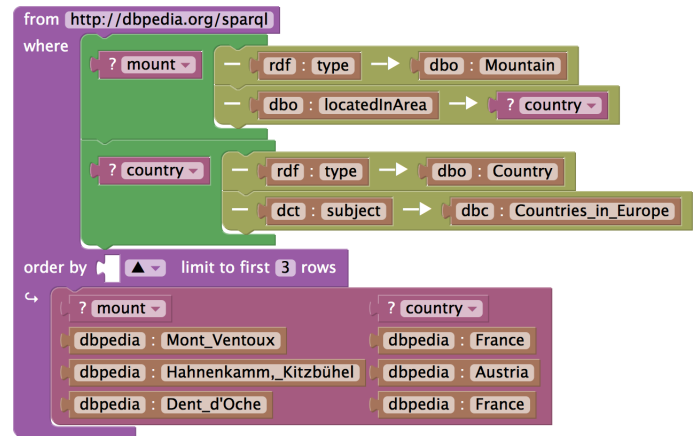 from http://dbpedia.org/sparql
where
? mount rdf : type dbo : Mountain
dbo : locatedInArea ? country
? country rdf : type dbo : Country
dct : subject dbc : Countries_in_Europe
order by ▲ limit to first 3 rows
? mount ? country
dbpedia : Mont_Ventoux dbpedia : France
dbpedia : Hahnenkamm,_Kitzbühel dbpedia : Austria
dbpedia : Dent_d'Oche dbpedia : France